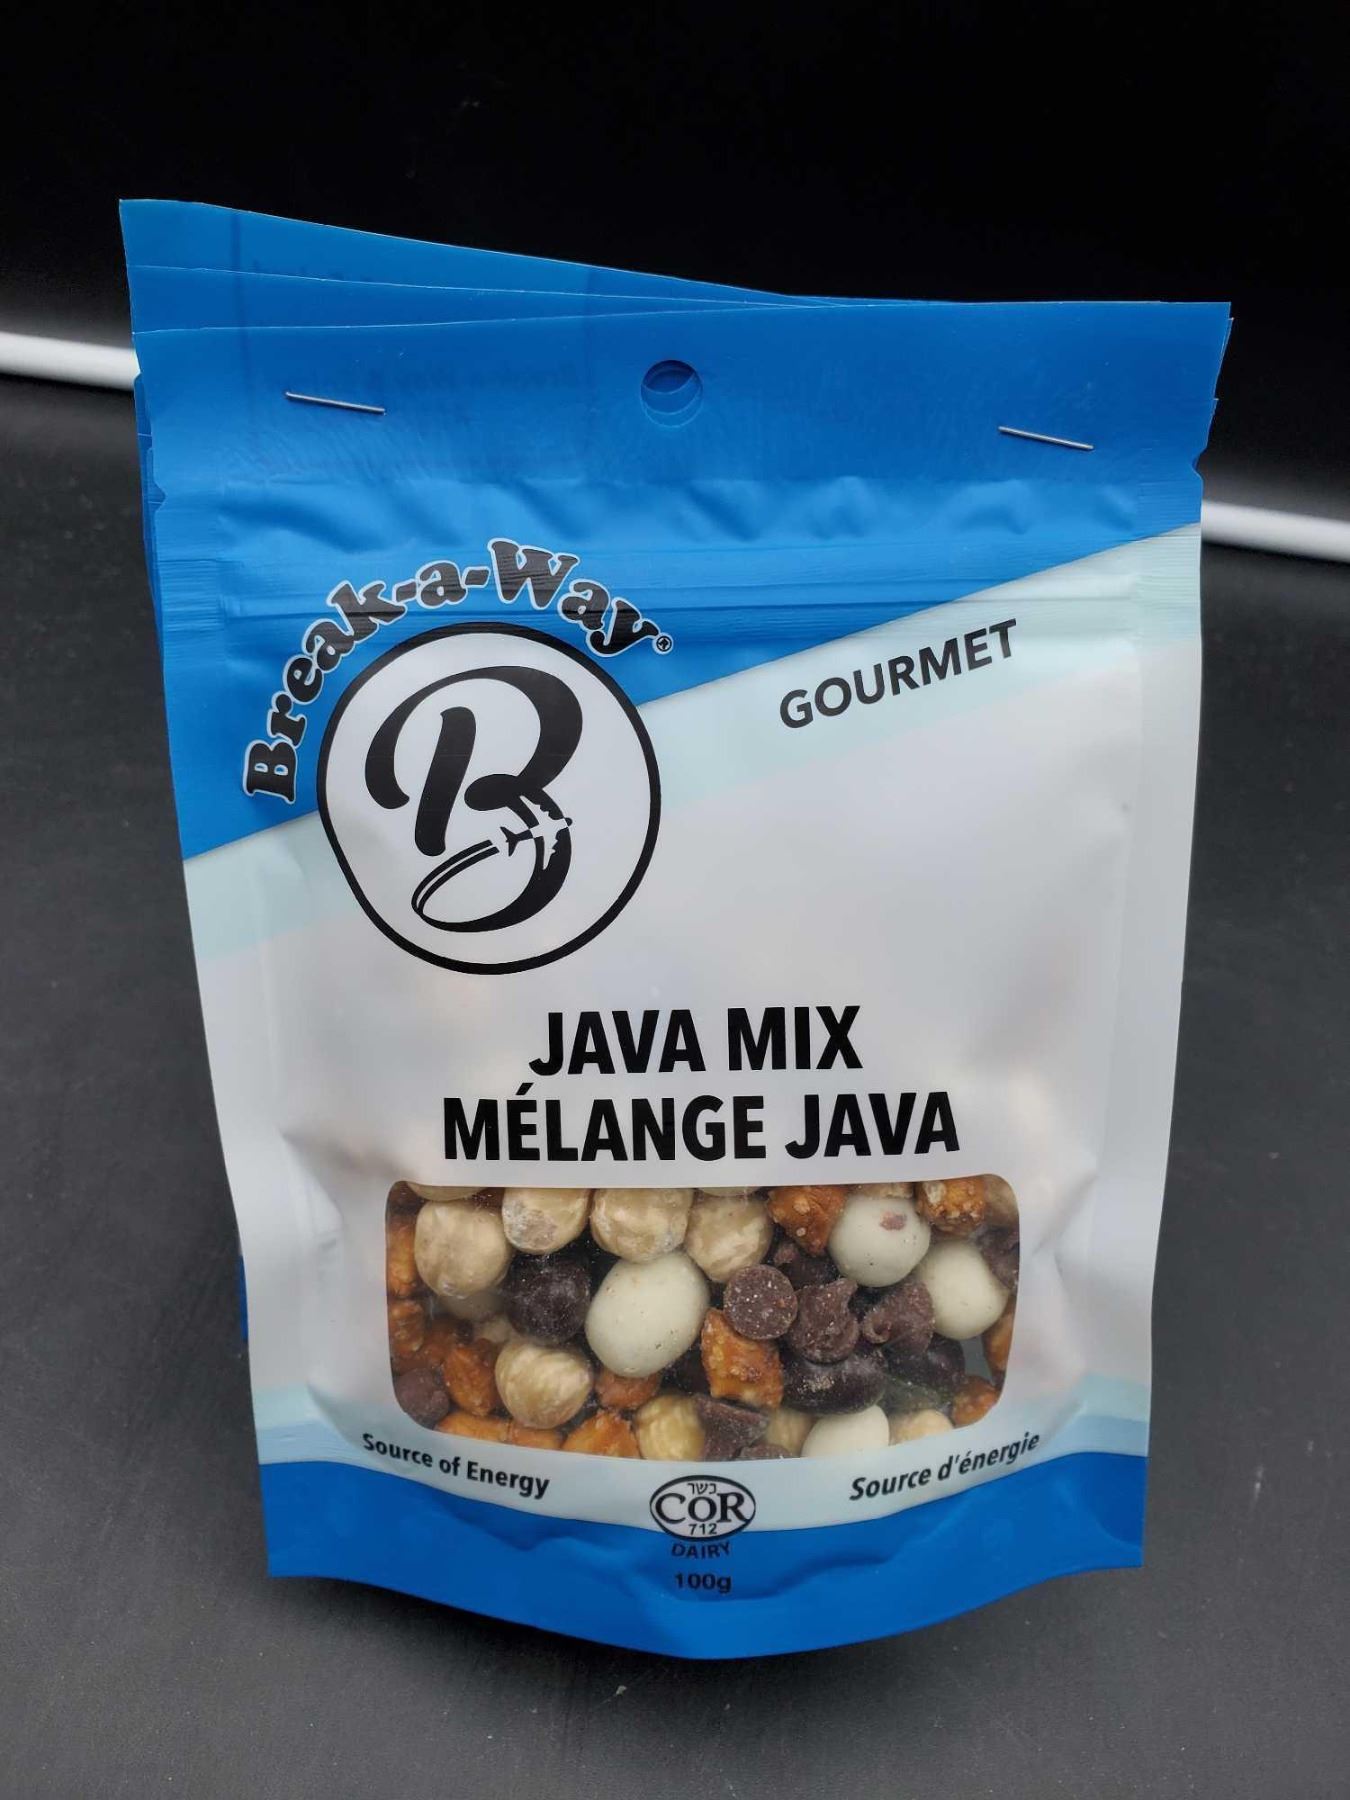 Break-a-Way
B
GOURMET
JAVA MIX
MÉLANGE JAVA
Source of Energy
Source d'énergie
כשר
COR
712
DAIRY
100g